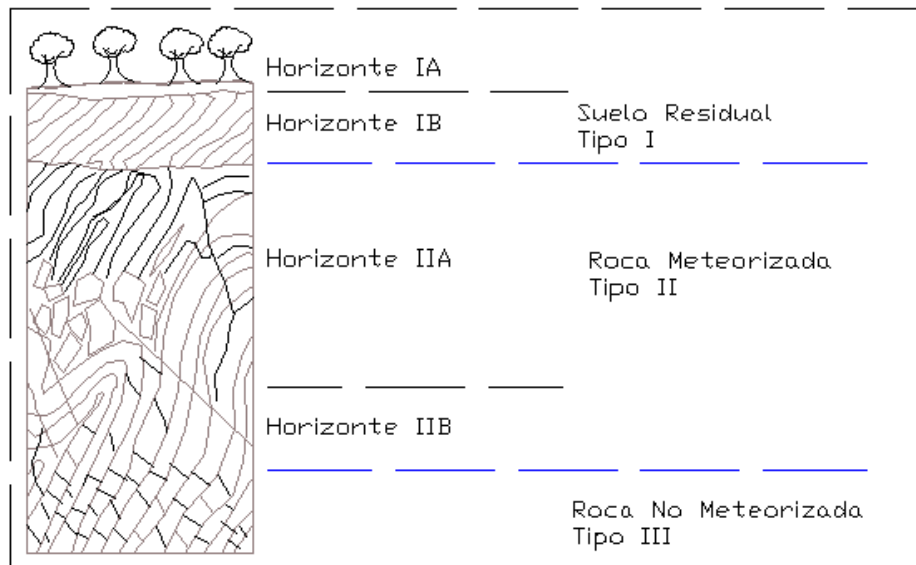 Horizonte IA
Horizonte IB
Suelo Residual
Tipo I
Horizonte IIA
Roca Meteorizada
Tipo II
Horizonte IIB
Roca No Meteorizada
Tipo III